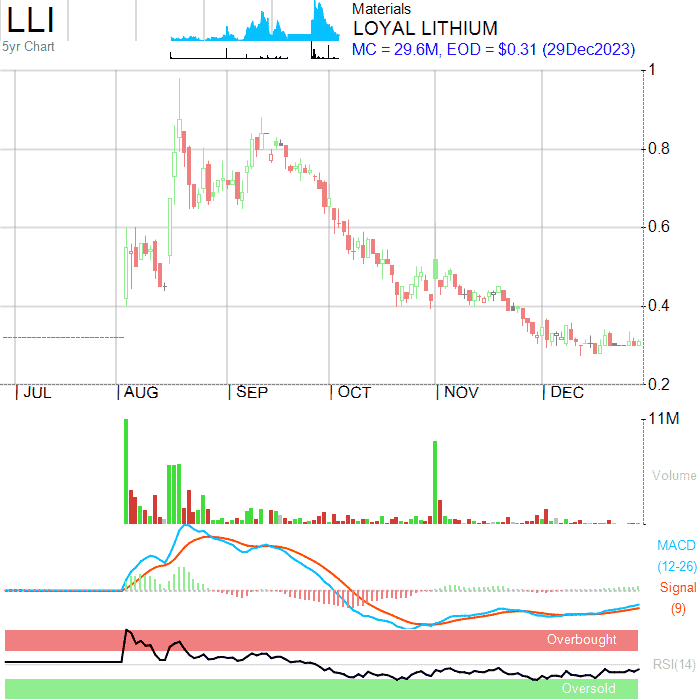 LLI
5yr Chart
Materials
LOYAL LITHIUM
MC = 29.6M, EOD = $0.31 (29Dec2023)
1
0.8
0.6
0.4
0.2
JUL AUG SEP OCT NOV DEC
11M
Volume
MACD
(12-26)
Signal
(9)
Overbought
RSI(14)
Oversold